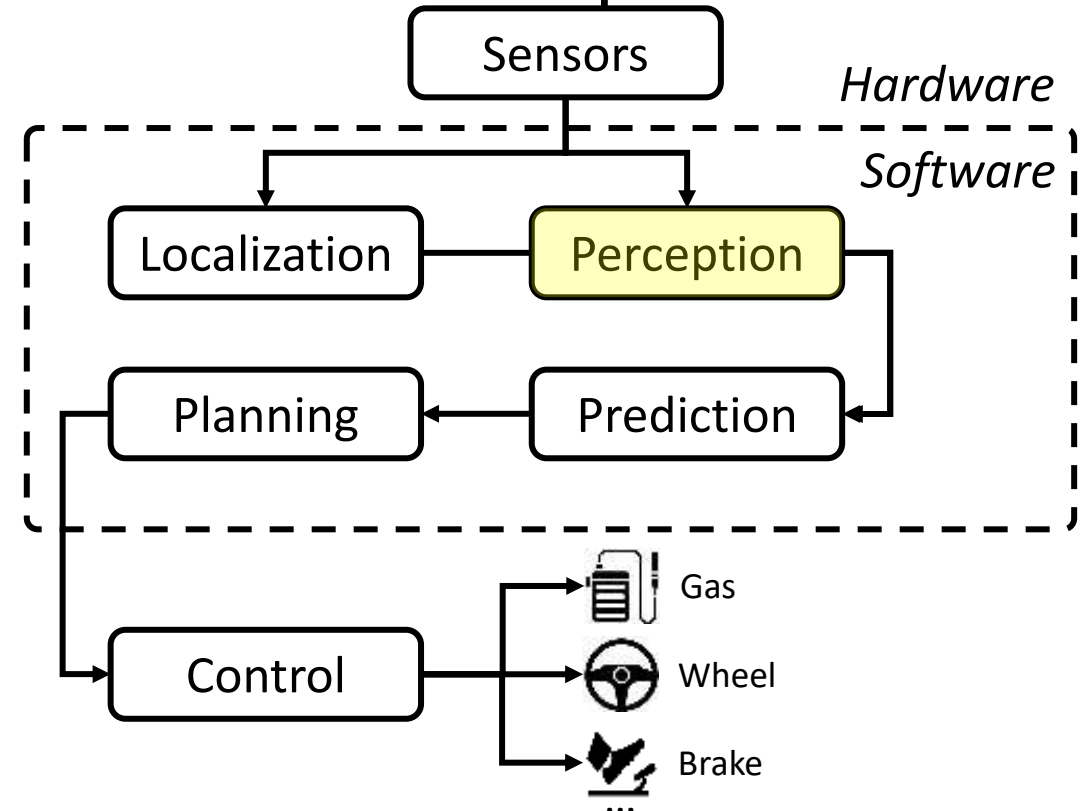 Sensors
Hardware
Software
Localization
Perception
Planning
Prediction
Gas
Control
Wheel
Brake
...